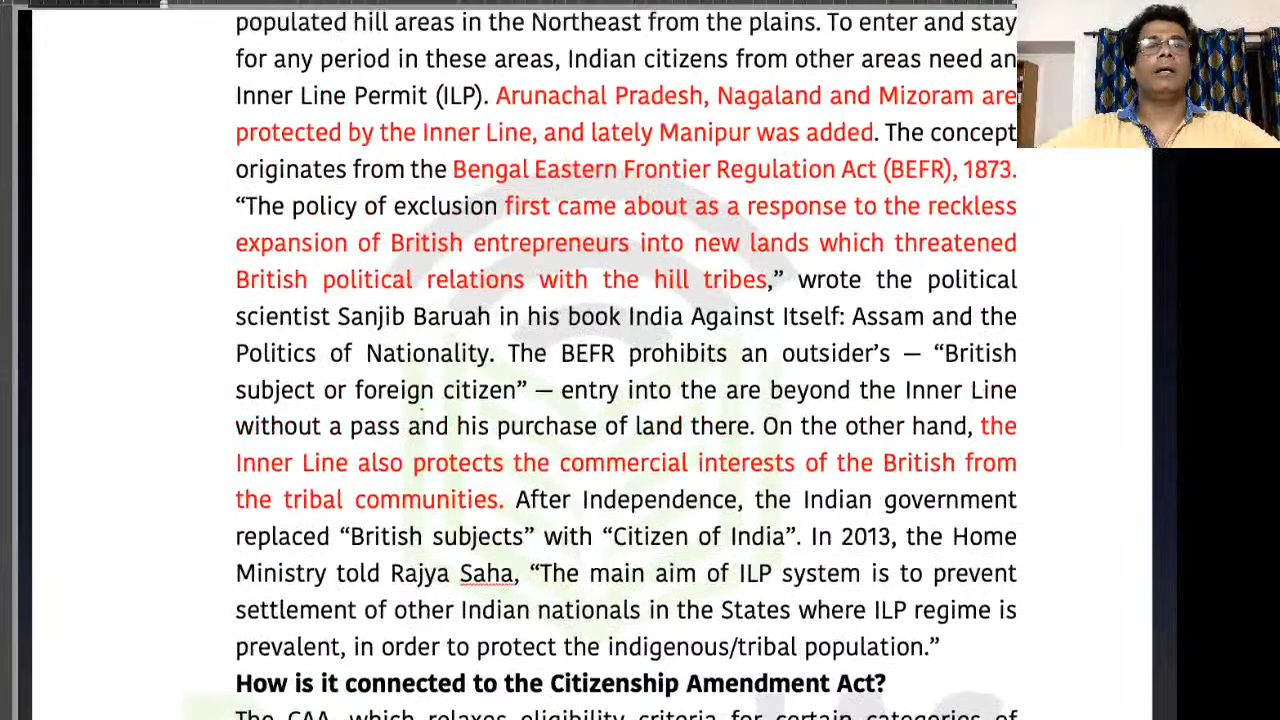 populated hill areas in the Northeast from the plains. To enter and stay
for any period in these areas, Indian citizens from other areas need an
Inner Line Permit (ILP). Arunachal Pradesh, Nagaland and Mizoram are
protected by the Inner Line, and lately Manipur was added. The concept
originates from the Bengal Eastern Frontier Regulation Act (BEFR), 1873.
“The policy of exclusion first came about as a response to the reckless
expansion of British entrepreneurs into new lands which threatened
British political relations with the hill tribes,” wrote the political
scientist Sanjib Baruah in his book India Against Itself: Assam and the
Politics of Nationality. The BEFR prohibits an outsider’s — “British
subject or foreign citizen” — entry into the are beyond the Inner Line
without a pass and his purchase of land there. On the other hand, the
Inner Line also protects the commercial interests of the British from
the tribal communities. After Independence, the Indian government
replaced “British subjects” with “Citizen of India”. In 2013, the Home
Ministry told Rajya Saha, “The main aim of ILP system is to prevent
settlement of other Indian nationals in the States where ILP regime is
prevalent, in order to protect the indigenous/tribal population.”
How is it connected to the Citizenship Amendment Act?
The CAA, which relaxes eligibility criteria for certain categories of